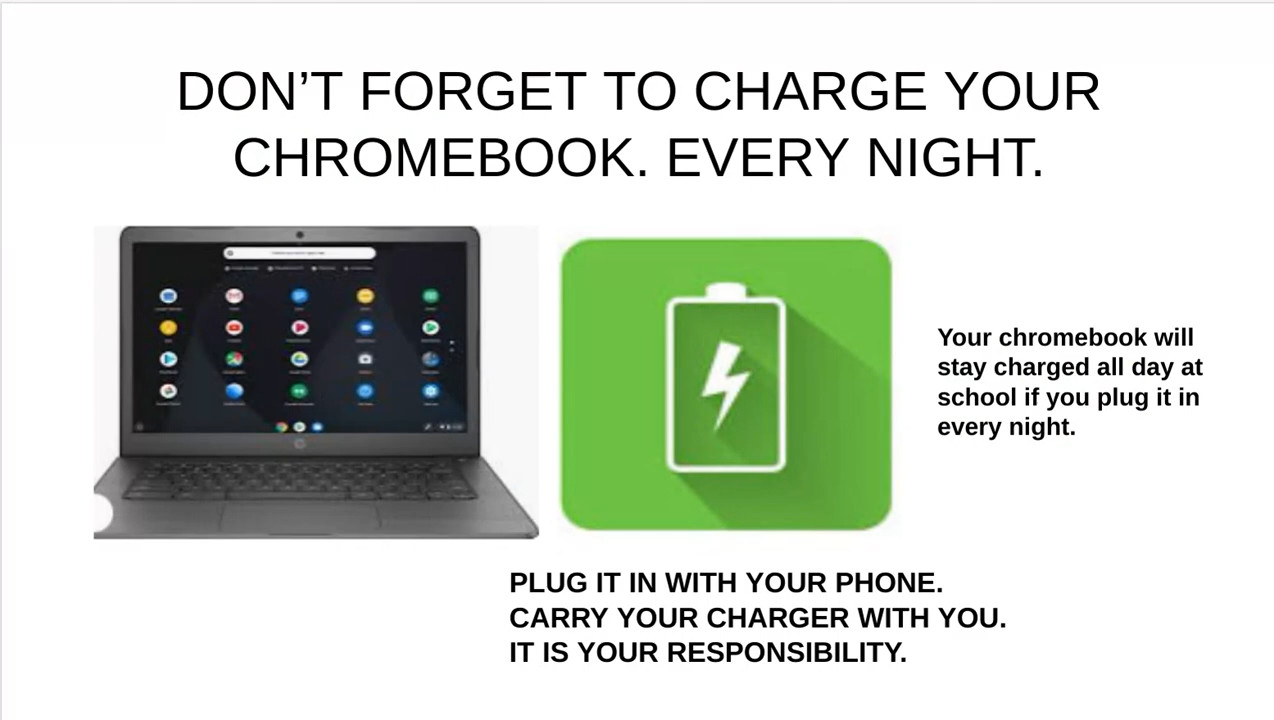 DON’T FORGET TO CHARGE YOUR
CHROMEBOOK. EVERY NIGHT.
Your chromebook will
stay charged all day at
school if you plug it in
every night.
PLUG IT IN WITH YOUR PHONE.
CARRY YOUR CHARGER WITH YOU.
IT IS YOUR RESPONSIBILITY.